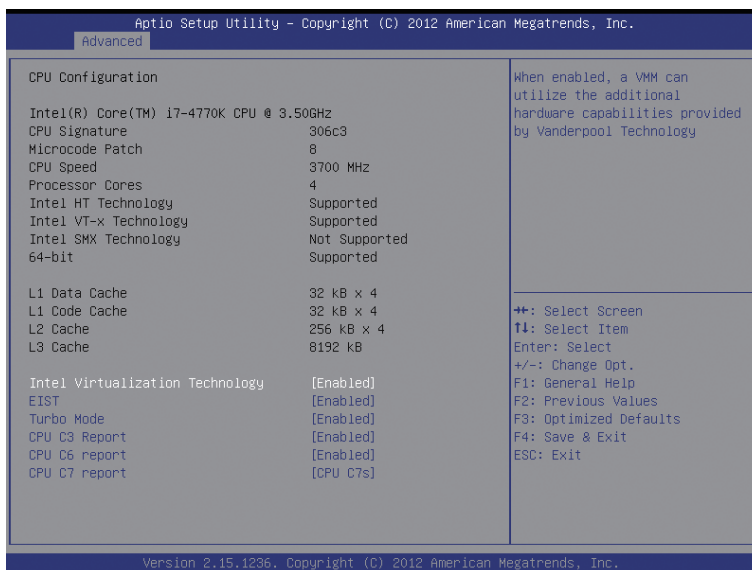 Aptio Setup Utility – Copyright (C) 2012 American Megatrends, Inc.
Advanced
CPU Configuration
Intel(R) Core(TM) i7-4770K CPU @ 3.50GHz
CPU Signature 306c3
Microcode Patch 8
CPU Speed 3700 MHz
Processor Cores 4
Intel HT Technology Supported
Intel VT-x Technology Supported
Intel SMX Technology Not Supported
64-bit Supported
L1 Data Cache 32 kB x 4
L1 Code Cache 32 kB x 4
L2 Cache 256 kB x 4
L3 Cache 8192 kB
Intel Virtualization Technology [Enabled]
EIST [Enabled]
Turbo Mode [Enabled]
CPU C3 Report [Enabled]
CPU C6 report [Enabled]
CPU C7 report [CPU C7s]
When enabled, a VMM can
utilize the additional
hardware capabilities provided
by Vanderpool Technology
→←: Select Screen
↑↓: Select Item
Enter: Select
+/-: Change Opt.
F1: General Help
F2: Previous Values
F3: Optimized Defaults
F4: Save & Exit
ESC: Exit
Version 2.15.1236. Copyright (C) 2012 American Megatrends, Inc.